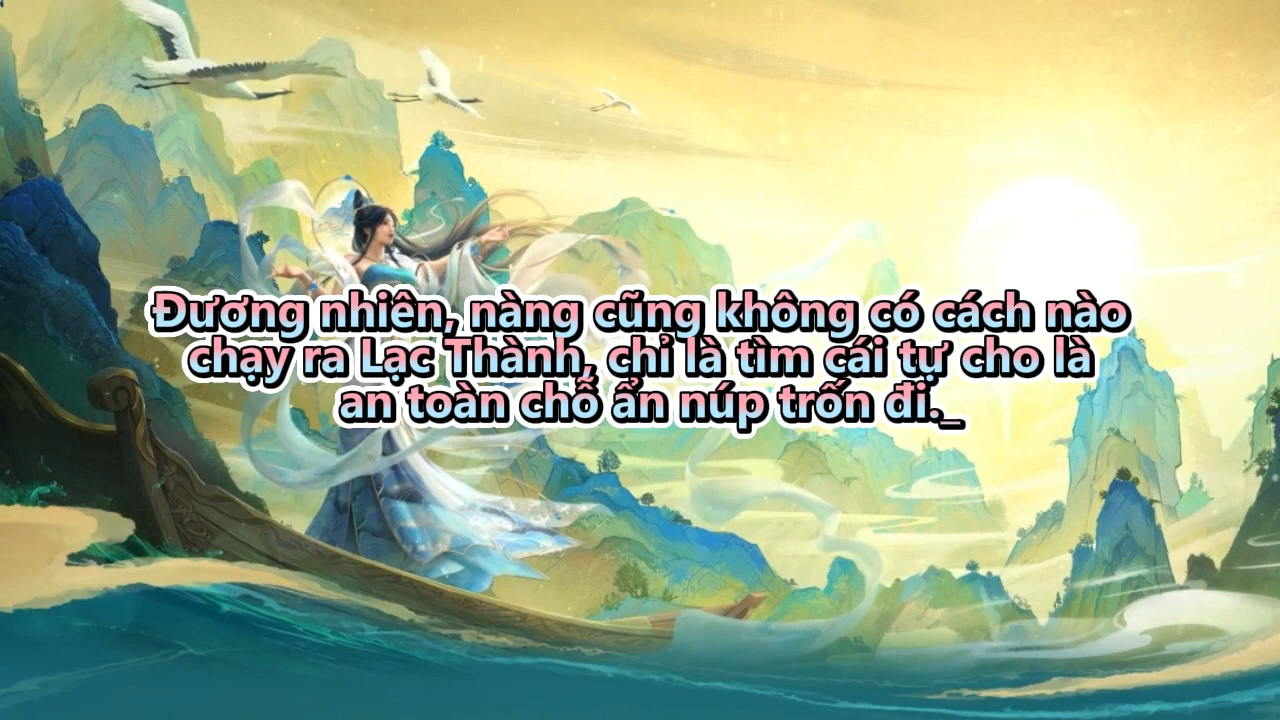 Đương nhiên, nàng cũng không có cách nào
chạy ra Lạc Thành, chỉ là tìm cái tự cho là
an toàn chỗ ẩn núp trốn đi._